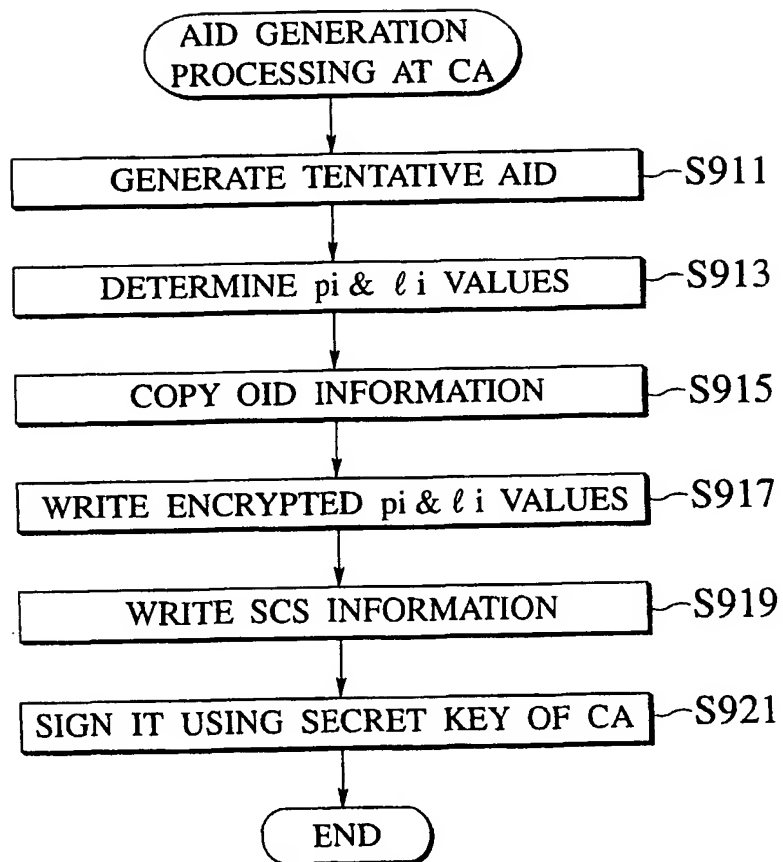 AID GENERATION
PROCESSING AT CA
GENERATE TENTATIVE AID
S911
DETERMINE pi & ℓi VALUES
S913
COPY OID INFORMATION
S915
WRITE ENCRYPTED pi & ℓi VALUES
S917
WRITE SCS INFORMATION
S919
SIGN IT USING SECRET KEY OF CA
S921
END